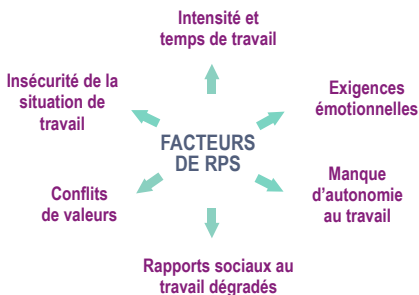 Intensité et
temps de travail
Insécurité de la
situation de
travail
Exigences
émotionnelles
FACTEURS
DE RPS
Conflits
de valeurs
Manque
d'autonomie
au travail
Rapports sociaux au
travail dégradés